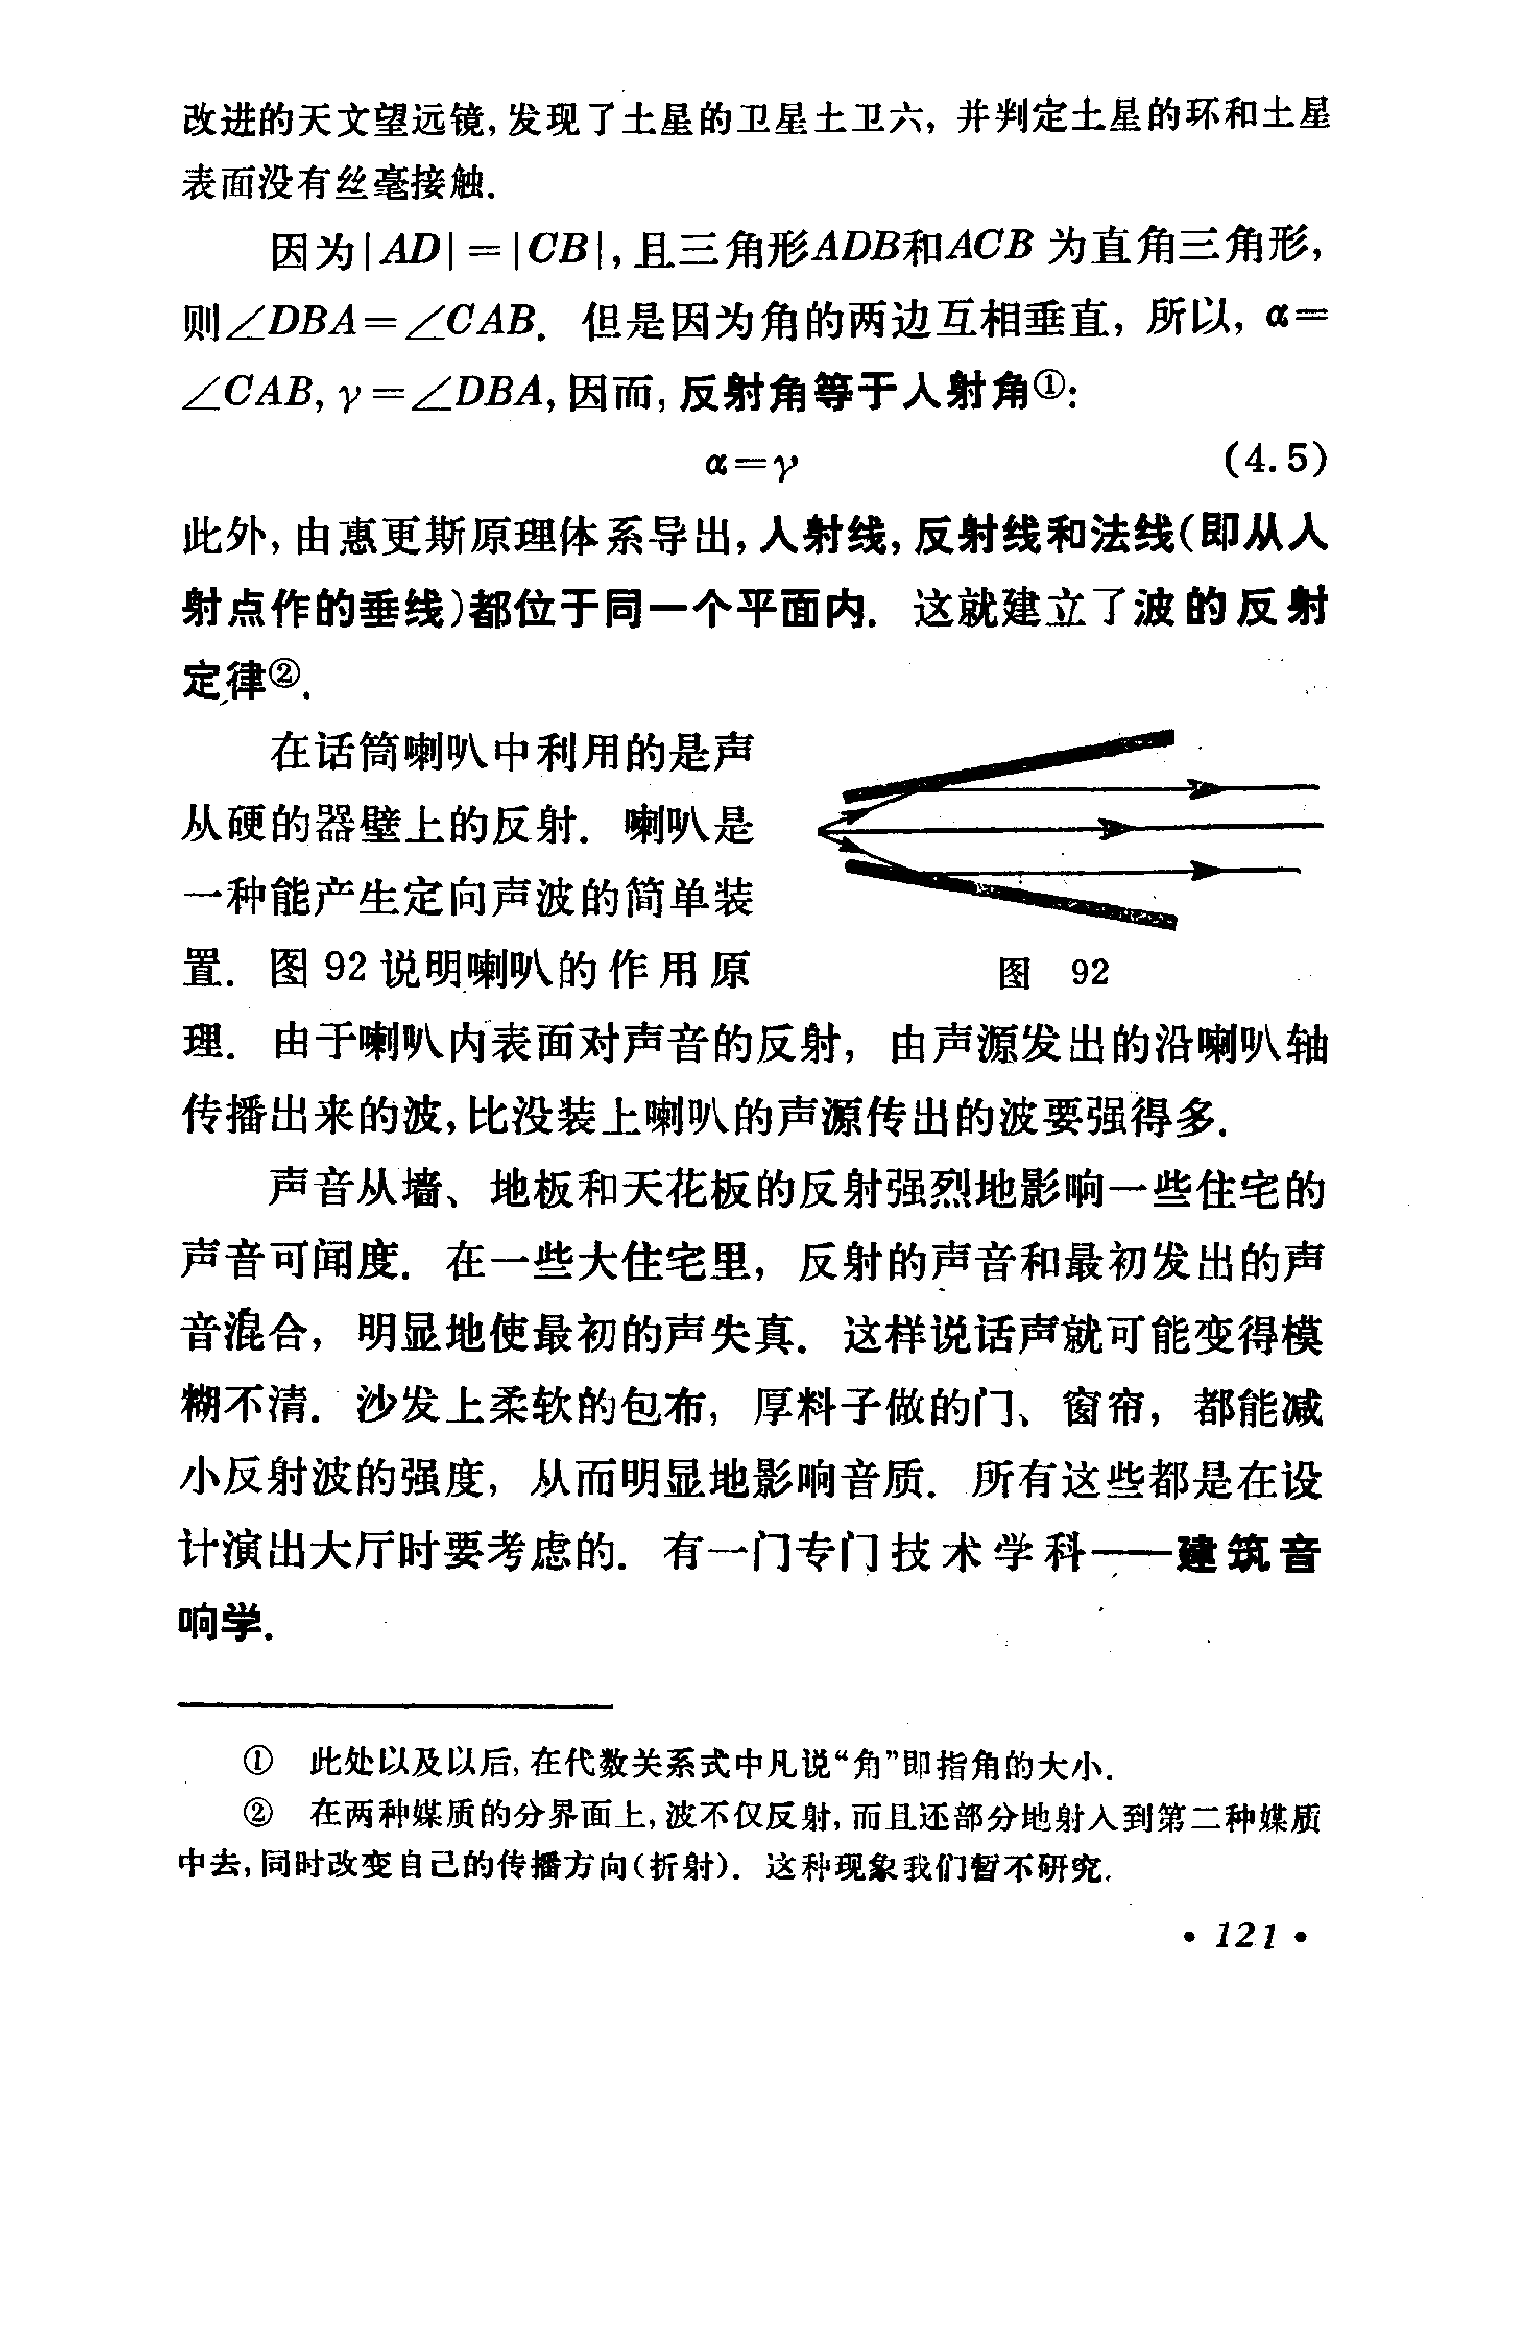 改进的天文望远镜,发现了土星的卫星土卫六，并判定土星的环和土星
表面没有丝毫接触.
因为|AD|=|CB|,且三角形ADB和ACB 为直角三角形,
则∠DBA=∠CAB. 但是因为角的两边互相垂直，所以，α=
∠CAB, γ=∠DBA,因而,反射角等于入射角①:
α=γ (4.5)
此外,由惠更斯原理体系导出,入射线,反射线和法线(即从入
射点作的垂线)都位于同一个平面内. 这就建立了波的反射
定律②.
在话筒喇叭中利用的是声
从硬的器壁上的反射. 喇叭是
一种能产生定向声波的简单装
置. 图 92 说明喇叭的作用原
图 92
理. 由于喇叭内表面对声音的反射，由声源发出的沿喇叭轴
传播出来的波,比没装上喇叭的声源传出的波要强得多.
声音从墙、地板和天花板的反射强烈地影响一些住宅的
声音可闻度. 在一些大住宅里，反射的声音和最初发出的声
音混合，明显地使最初的声失真. 这样说话声就可能变得模
糊不清. 沙发上柔软的包布，厚料子做的门、窗帘，都能减
小反射波的强度，从而明显地影响音质. 所有这些都是在设
计演出大厅时要考虑的. 有一门专门技术学科——建筑音
响学.
① 此处以及以后,在代数关系式中凡说“角”即指角的大小.
② 在两种媒质的分界面上,波不仅反射,而且还部分地射入到第二种媒质
中去,同时改变自己的传播方向(折射). 这种现象我们暂不研究.
• 121 •